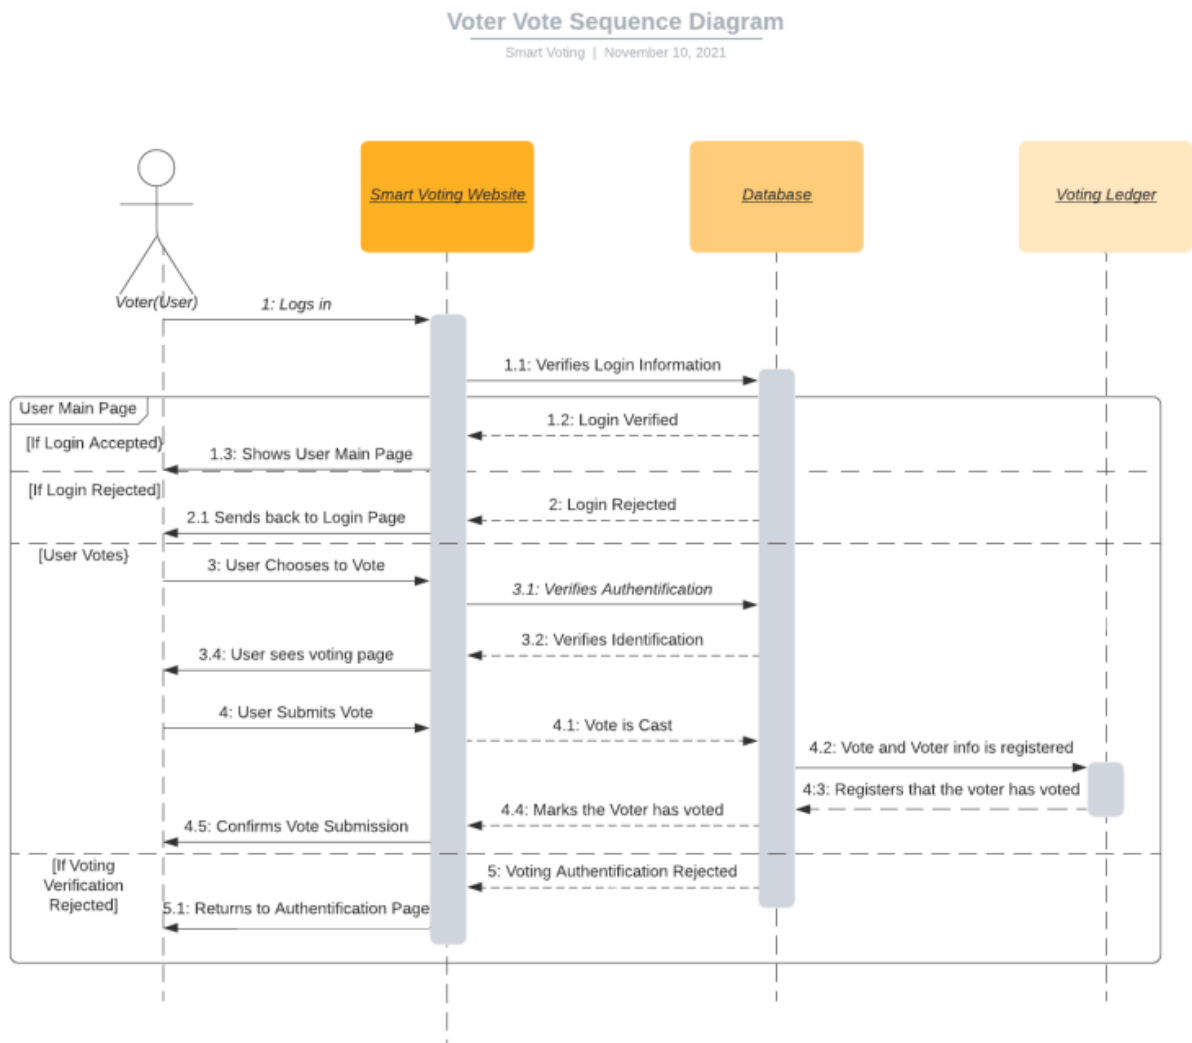 Voter Vote Sequence Diagram
Smart Voting | November 10, 2021
Smart Voting Website
Database
Voting Ledger
Voter(User)
1: Logs in
1.1: Verifies Login Information
User Main Page
1.2: Login Verified
[If Login Accepted}
1.3: Shows User Main Page
[If Login Rejected]
2: Login Rejected
2.1 Sends back to Login Page
[User Votes}
3: User Chooses to Vote
3.1: Verifies Authentification
3.2: Verifies Identification
3.4: User sees voting page
4: User Submits Vote
4.1: Vote is Cast
4.2: Vote and Voter info is registered
4:3: Registers that the voter has voted
4.4: Marks the Voter has voted
4.5: Confirms Vote Submission
[If Voting
Verification
Rejected]
5: Voting Authentification Rejected
5.1: Returns to Authentification Page